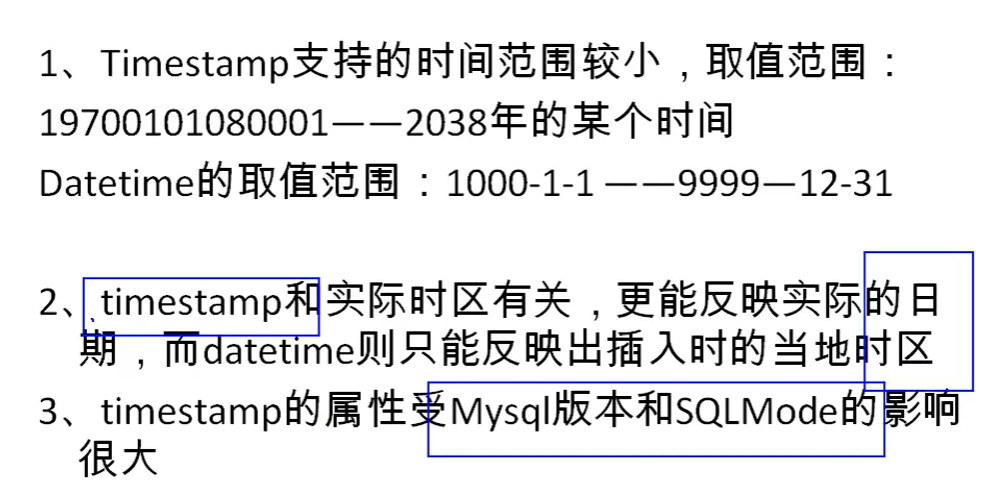 1、Timestamp支持的时间范围较小，取值范围：
19700101080001——2038年的某个时间
Datetime的取值范围：1000-1-1 ——9999—12-31
2、timestamp和实际时区有关，更能反映实际的日
期，而datetime则只能反映出插入时的当地时区
3、timestamp的属性受Mysql版本和SQLMode的影响
很大